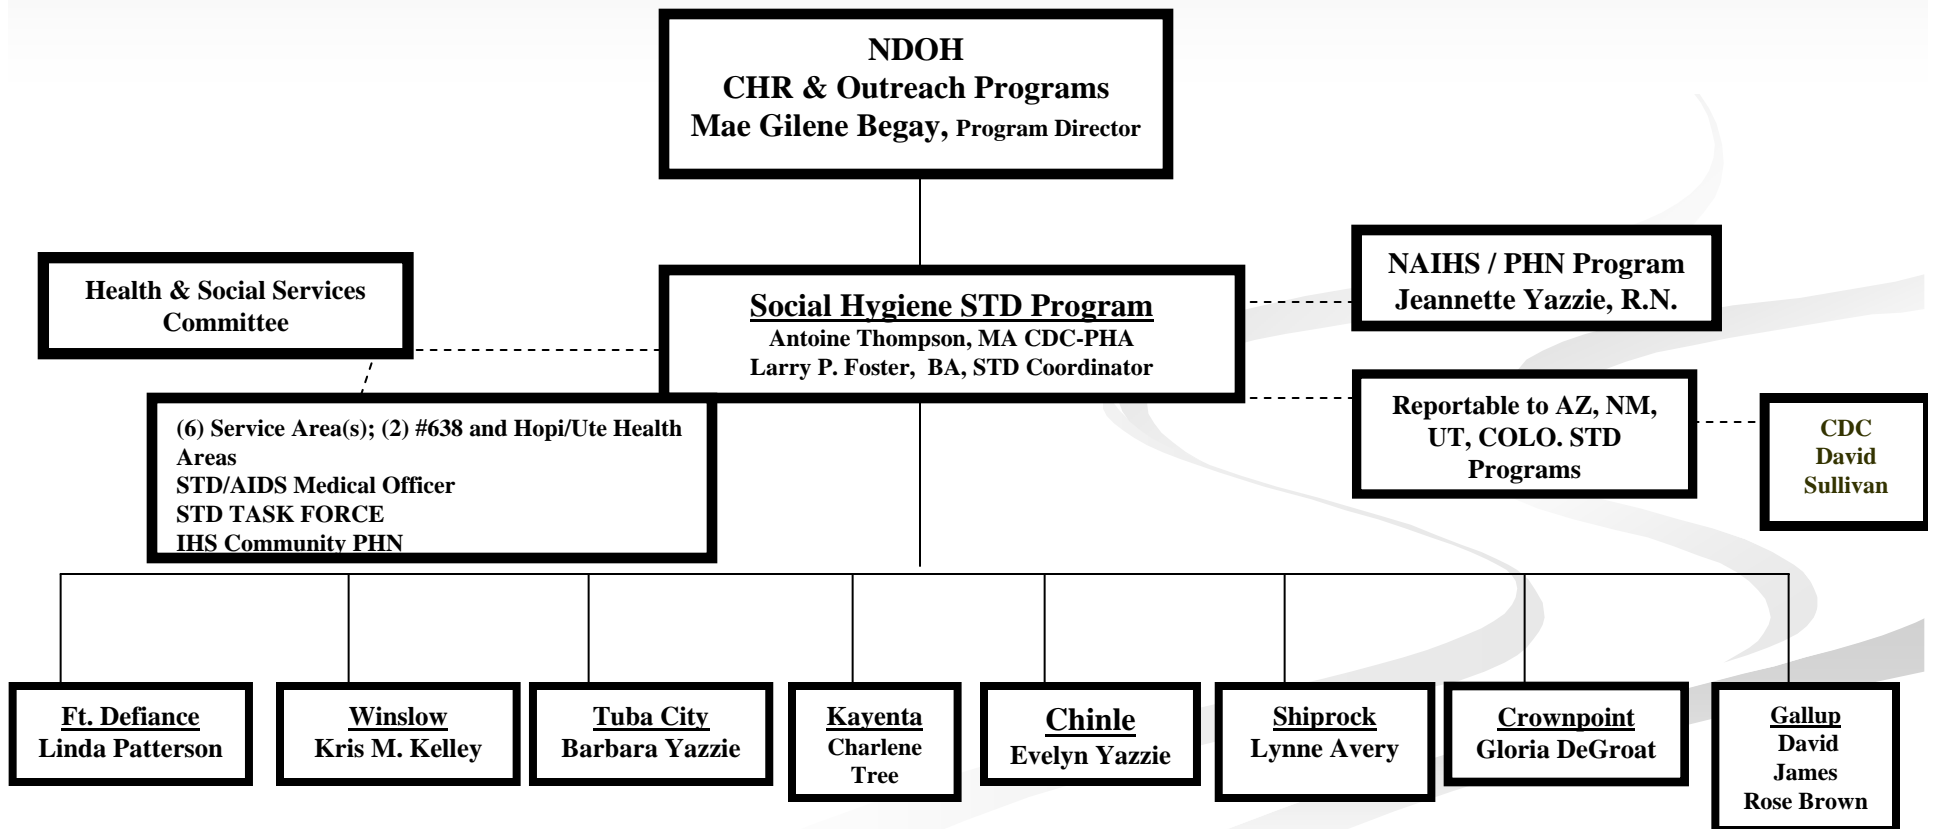 NDOH
CHR & Outreach Programs
Mae Gilene Begay, Program Director
Health & Social Services
Committee
Social Hygiene STD Program
Antoine Thompson, MA CDC-PHA
Larry P. Foster, BA, STD Coordinator
NAIHS / PHN Program
Jeannette Yazzie, R.N.
(6) Service Area(s); (2) #638 and Hopi/Ute Health
Areas
STD/AIDS Medical Officer
STD TASK FORCE
IHS Community PHN
Reportable to AZ, NM,
UT, COLO. STD
Programs
CDC
David
Sullivan
Ft. Defiance
Linda Patterson
Winslow
Kris M. Kelley
Tuba City
Barbara Yazzie
Kayenta
Charlene
Tree
Chinle
Evelyn Yazzie
Shiprock
Lynne Avery
Crownpoint
Gloria DeGroat
Gallup
David
James
Rose Brown